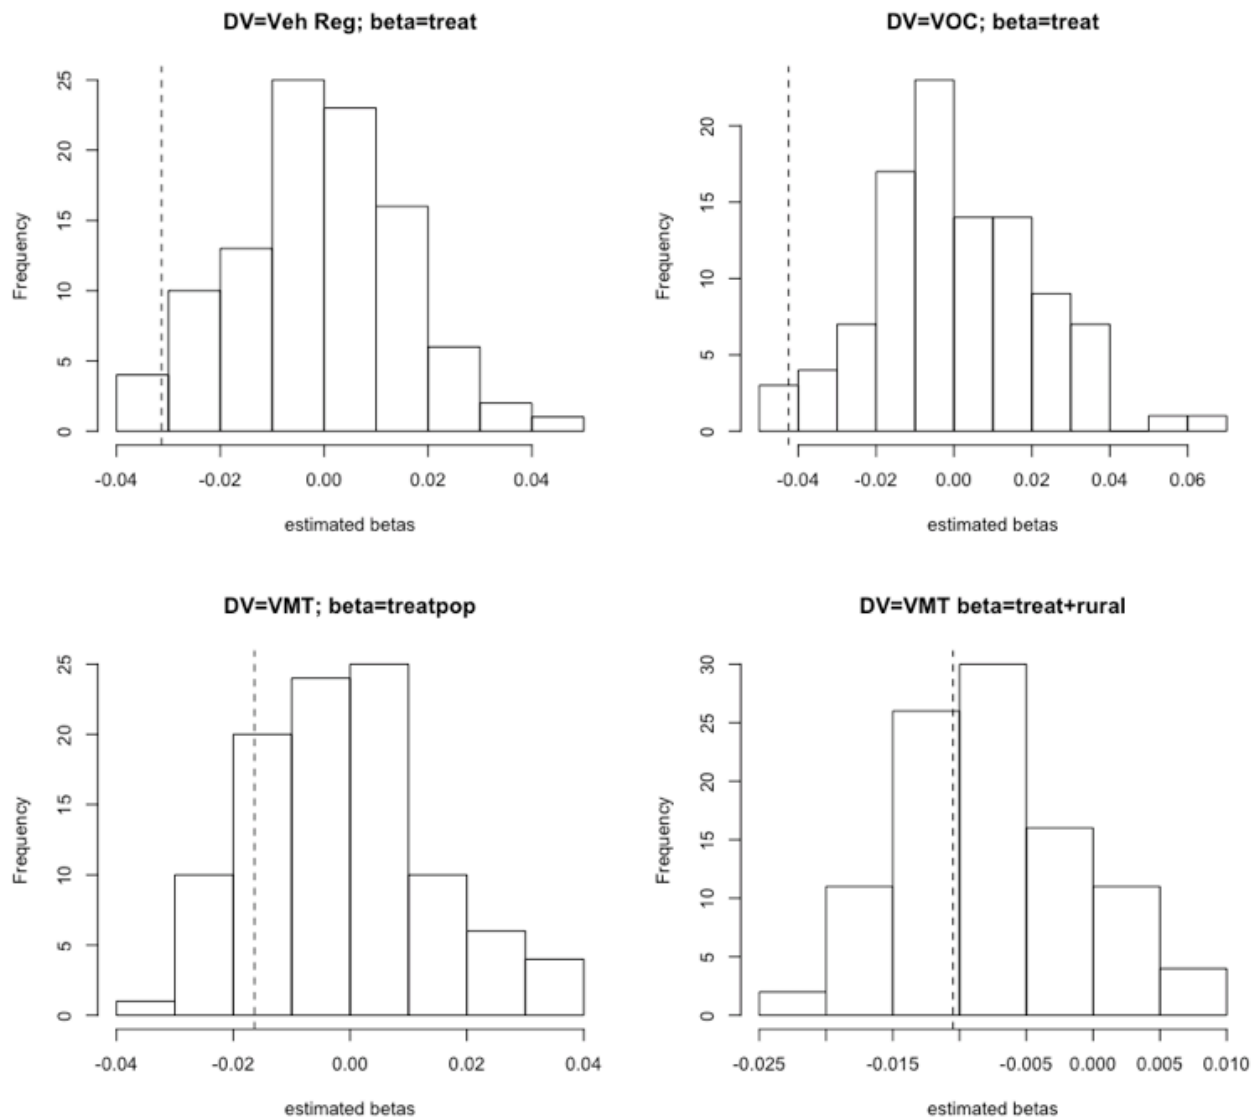 DV=Veh Reg; beta=treat
Frequency
0
5
10
15
20
25
-0.04 -0.02 0.00 0.02 0.04
estimated betas
DV=VOC; beta=treat
Frequency
0
5
10
15
20
-0.04 -0.02 0.00 0.02 0.04 0.06
estimated betas
DV=VMT; beta=treatpop
Frequency
0
5
10
15
20
25
-0.04 -0.02 0.00 0.02 0.04
estimated betas
DV=VMT beta=treat+rural
Frequency
0
5
10
15
20
25
30
-0.025 -0.015 -0.005 0.000 0.005 0.010
estimated betas